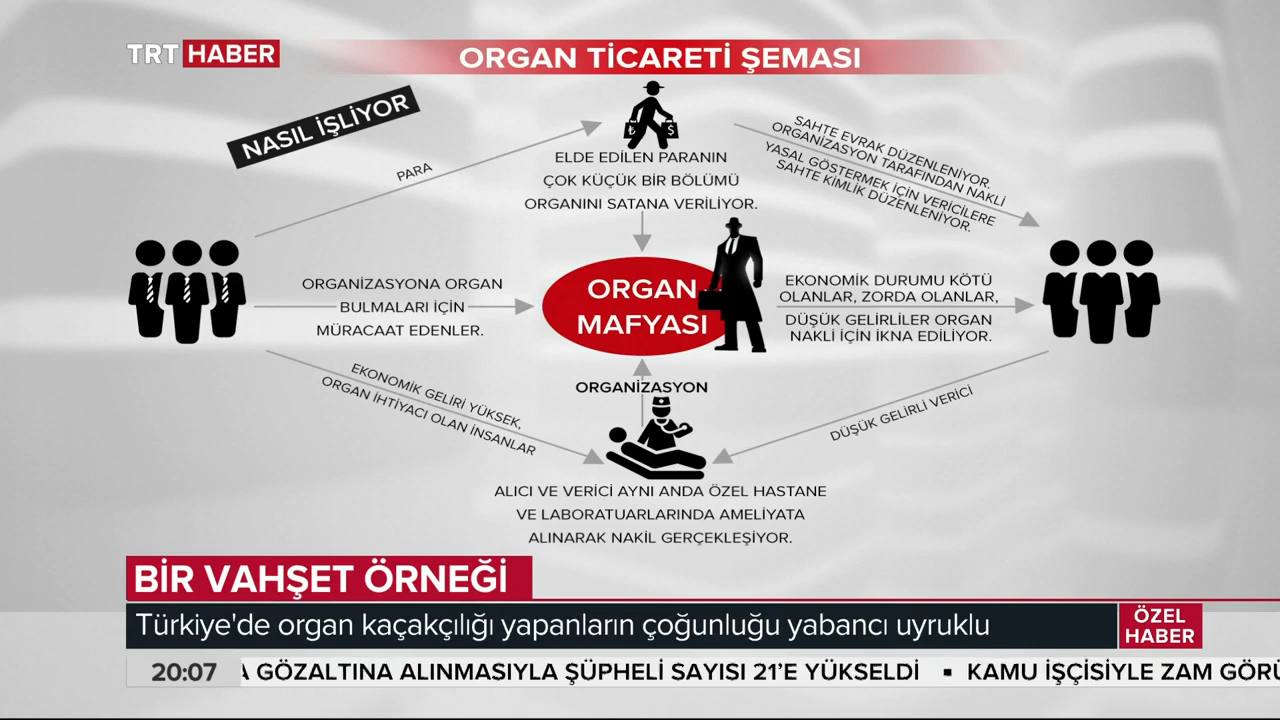 TRT HABER
ORGAN TİCARETİ ŞEMASI
NASIL İŞLİYOR
PARA
₺ $
ELDE EDİLEN PARANIN
ÇOK KÜÇÜK BİR BÖLÜMÜ
ORGANINI SATANA VERİLİYOR.
SAHTE EVRAK DÜZENLENİYOR.
ORGANİZASYON TARAFINDAN NAKLİ
YASAL GÖSTERMEK İÇİN VERİCİLERE
SAHTE KİMLİK DÜZENLENİYOR.
ORGANİZASYONA ORGAN
BULMALARI İÇİN
MÜRACAAT EDENLER.
ORGAN
MAFYASI
EKONOMİK DURUMU KÖTÜ
OLANLAR, ZORDA OLANLAR,
DÜŞÜK GELİRLİLER ORGAN
NAKLİ İÇİN İKNA EDİLİYOR.
EKONOMİK GELİRİ YÜKSEK,
ORGAN İHTİYACI OLAN İNSANLAR
ORGANİZASYON
DÜŞÜK GELİRLİ VERİCİ
ALICI VE VERİCİ AYNI ANDA ÖZEL HASTANE
VE LABORATUARLARINDA AMELİYATA
ALINARAK NAKİL GERÇEKLEŞİYOR.
BİR VAHŞET ÖRNEĞİ
Türkiye'de organ kaçakçılığı yapanların çoğunluğu yabancı uyruklu
ÖZEL
HABER
20:07 A GÖZALTINA ALINMASIYLA ŞÜPHELİ SAYISI 21'E YÜKSELDİ ▪ KAMU İŞÇİSİYLE ZAM GÖRÜ